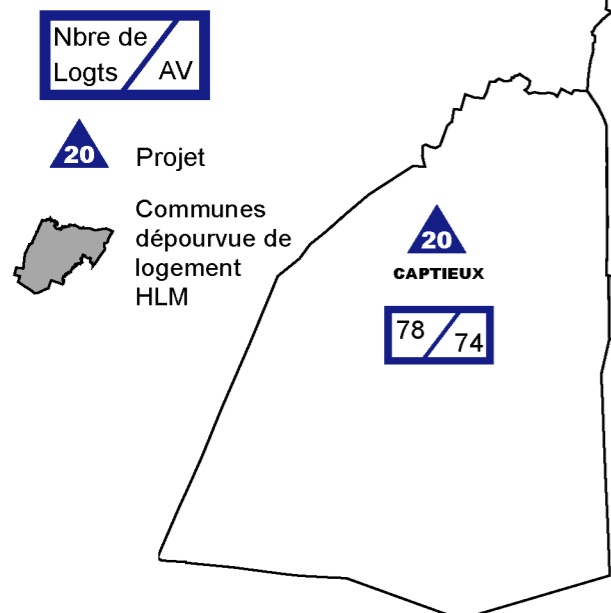 Nbre de
Logts / AV
20 Projet
Communes
dépourvue de
logement
HLM
20
CAPTIEUX
78 / 74